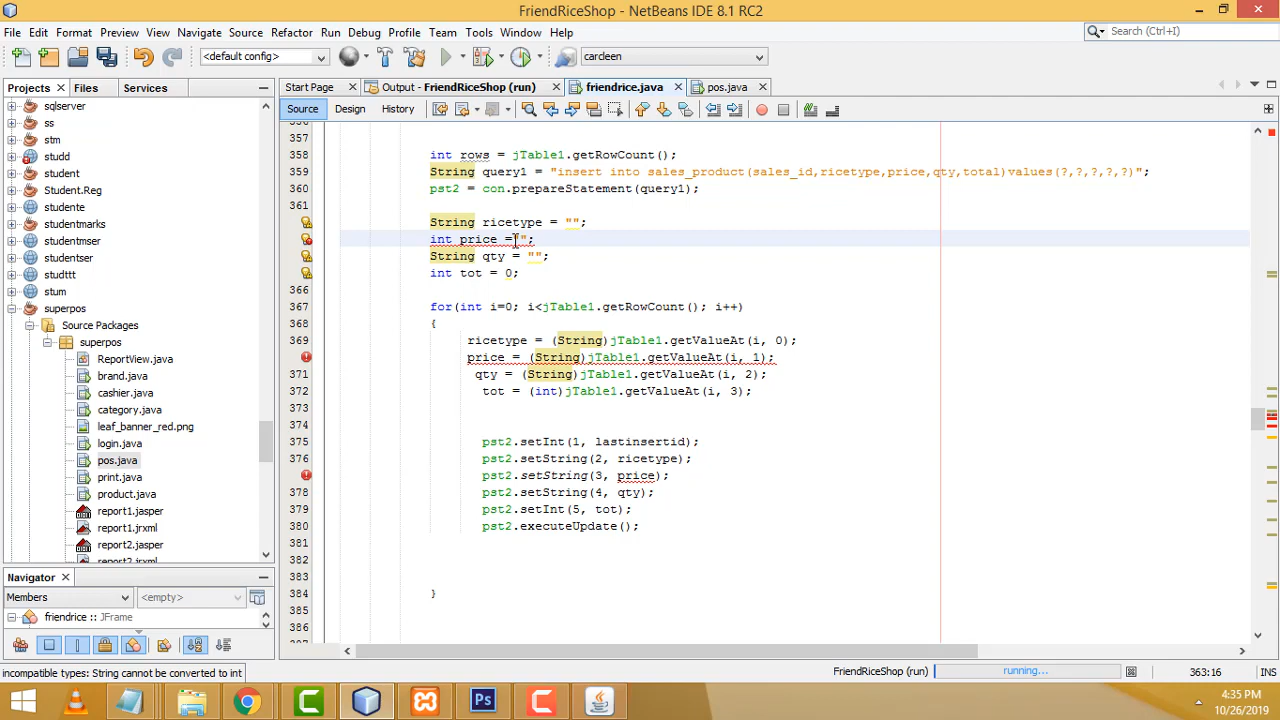 FriendRiceShop - NetBeans IDE 8.1 RC2
File Edit Format Preview View Navigate Source Refactor Run Debug Profile Team Tools Window Help
Search (Ctrl+I)
<default config>
cardeen
Projects Files Services
Start Page Output - FriendRiceShop (run) friendrice.java pos.java
Source Design History
sqlserver
ss
stm
studd
student
Student.Reg
studente
studentmarks
studentmser
studentser
studttt
stum
superpos
Source Packages
superpos
ReportView.java
brand.java
cashier.java
category.java
leaf_banner_red.png
login.java
pos.java
print.java
product.java
report1.jasper
report1.jrxml
report2.jasper
report2.jrxml
Navigator
Members
<empty>
friendrice :: JFrame
356
357
358 int rows = jTable1.getRowCount();
359 String query1 = "insert into sales_product(sales_id,ricetype,price,qty,total)values(?,?,?,?,?)";
360 pst2 = con.prepareStatement(query1);
361
String ricetype = "";
int price ="";
String qty = "";
int tot = 0;
366
367 for(int i=0; i<jTable1.getRowCount(); i++)
368 {
369 ricetype = (String)jTable1.getValueAt(i, 0);
price = (String)jTable1.getValueAt(i, 1);
371 qty = (String)jTable1.getValueAt(i, 2);
372 tot = (int)jTable1.getValueAt(i, 3);
373
374
375 pst2.setInt(1, lastinsertid);
376 pst2.setString(2, ricetype);
pst2.setString(3, price);
378 pst2.setString(4, qty);
379 pst2.setInt(5, tot);
380 pst2.executeUpdate();
381
382
383
384 }
385
386
incompatible types: String cannot be converted to int
FriendRiceShop (run)
running...
363:16
INS
4:35 PM
10/26/2019